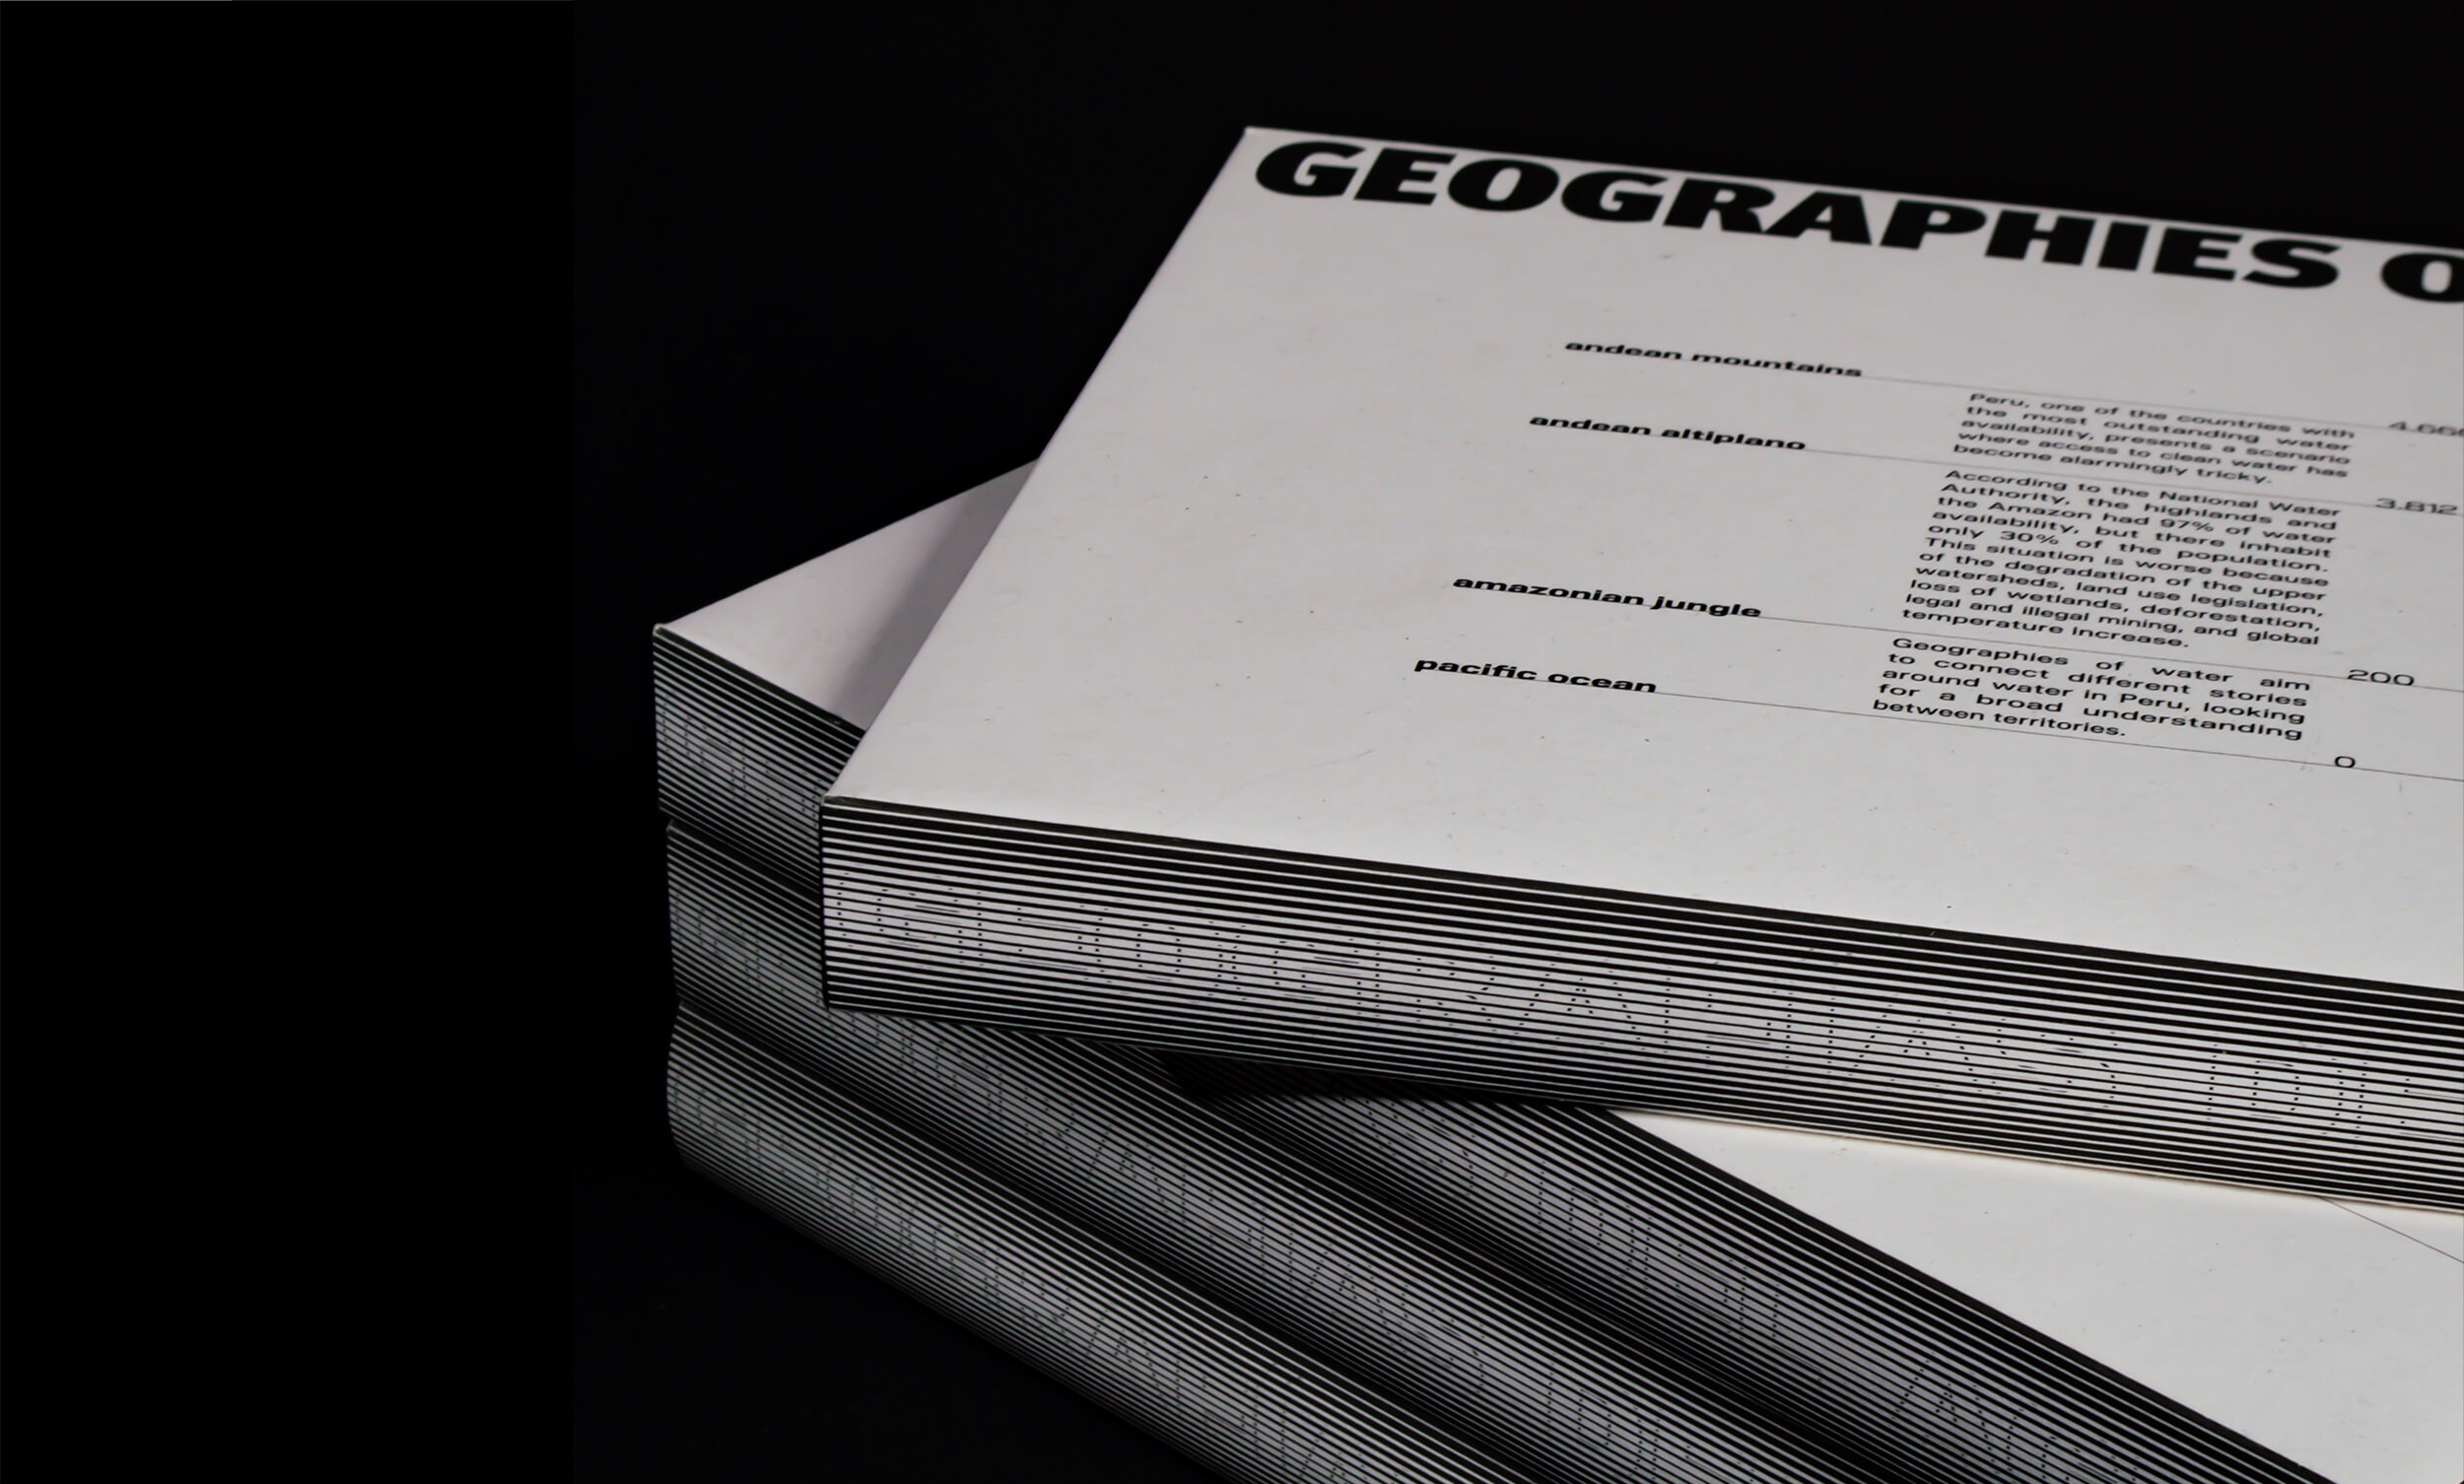 GEOGRAPHIES O
andean mountains
Peru, one of the countries with
the most outstanding water
availability, presents a scenario
where access to clean water has
become alarmingly tricky.
andean altiplano
3.812
According to the National Water
Authority, the highlands and
the Amazon had 97% of water
availability, but there inhabit
only 30% of the population.
This situation is worse because
of the degradation of the upper
watersheds, land use legislation,
loss of wetlands, deforestation,
legal and illegal mining, and global
temperature increase.
amazonian jungle
200
Geographies of water aim
to connect different stories
around water in Peru, looking
for a broad understanding
between territories.
pacific ocean
0
GEOGRAFÍAS DE